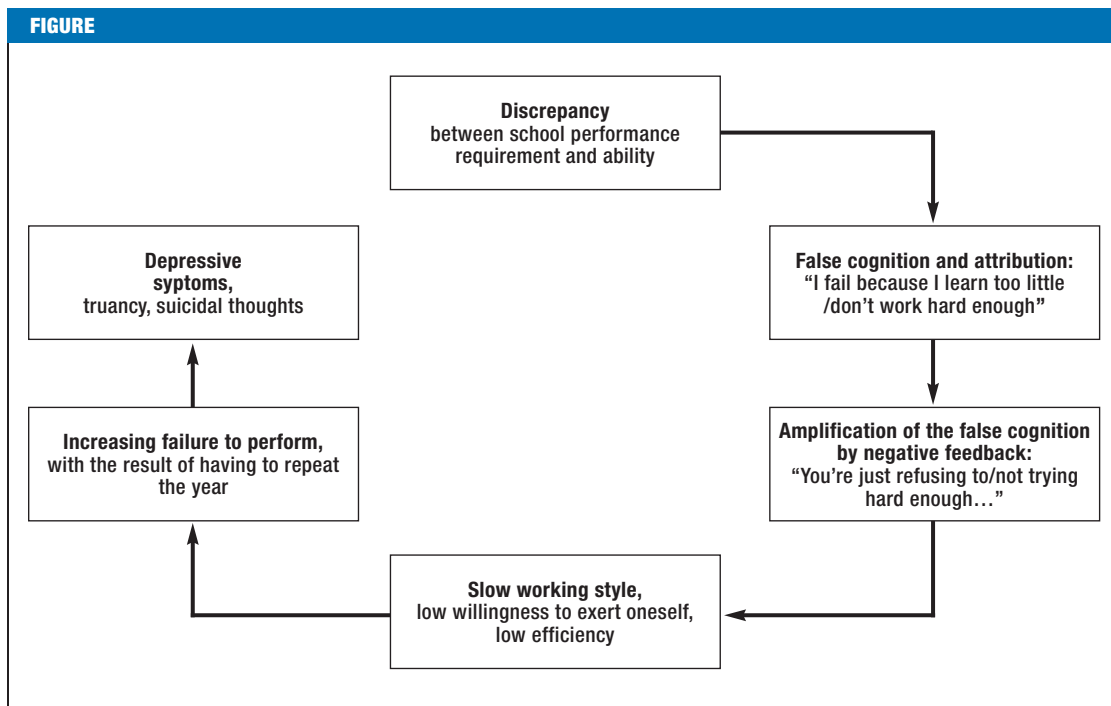 FIGURE
Discrepancy
between school performance
requirement and ability
False cognition and attribution:
“I fail because I learn too little
/don’t work hard enough”
Amplification of the false cognition
by negative feedback:
“You’re just refusing to/not trying
hard enough…”
Slow working style,
low willingness to exert oneself,
low efficiency
Increasing failure to perform,
with the result of having to repeat
the year
Depressive
syptoms,
truancy, suicidal thoughts